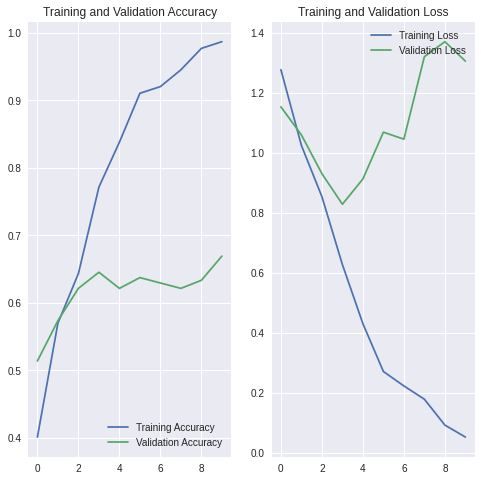 Training and Validation Accuracy
1.0
0.9
0.8
0.7
0.6
0.5
0.4
0 2 4 6 8
Training Accuracy
Validation Accuracy
Training and Validation Loss
1.4
1.2
1.0
0.8
0.6
0.4
0.2
0.0
0 2 4 6 8
Training Loss
Validation Loss